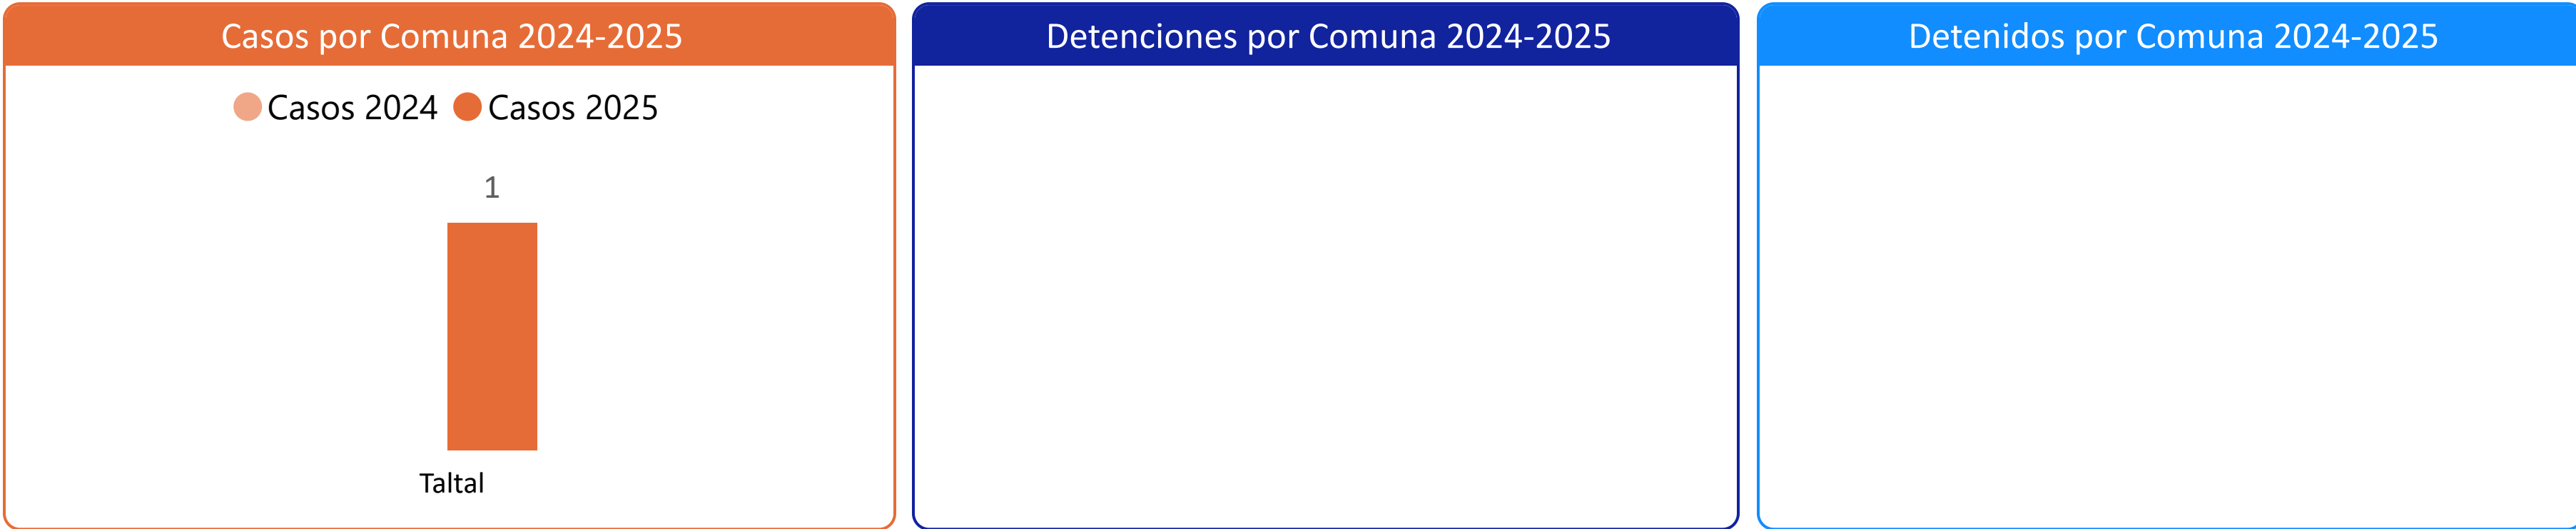 Casos por Comuna 2024-2025
Casos 2024 Casos 2025
1
Taltal
Detenciones por Comuna 2024-2025
Detenidos por Comuna 2024-2025